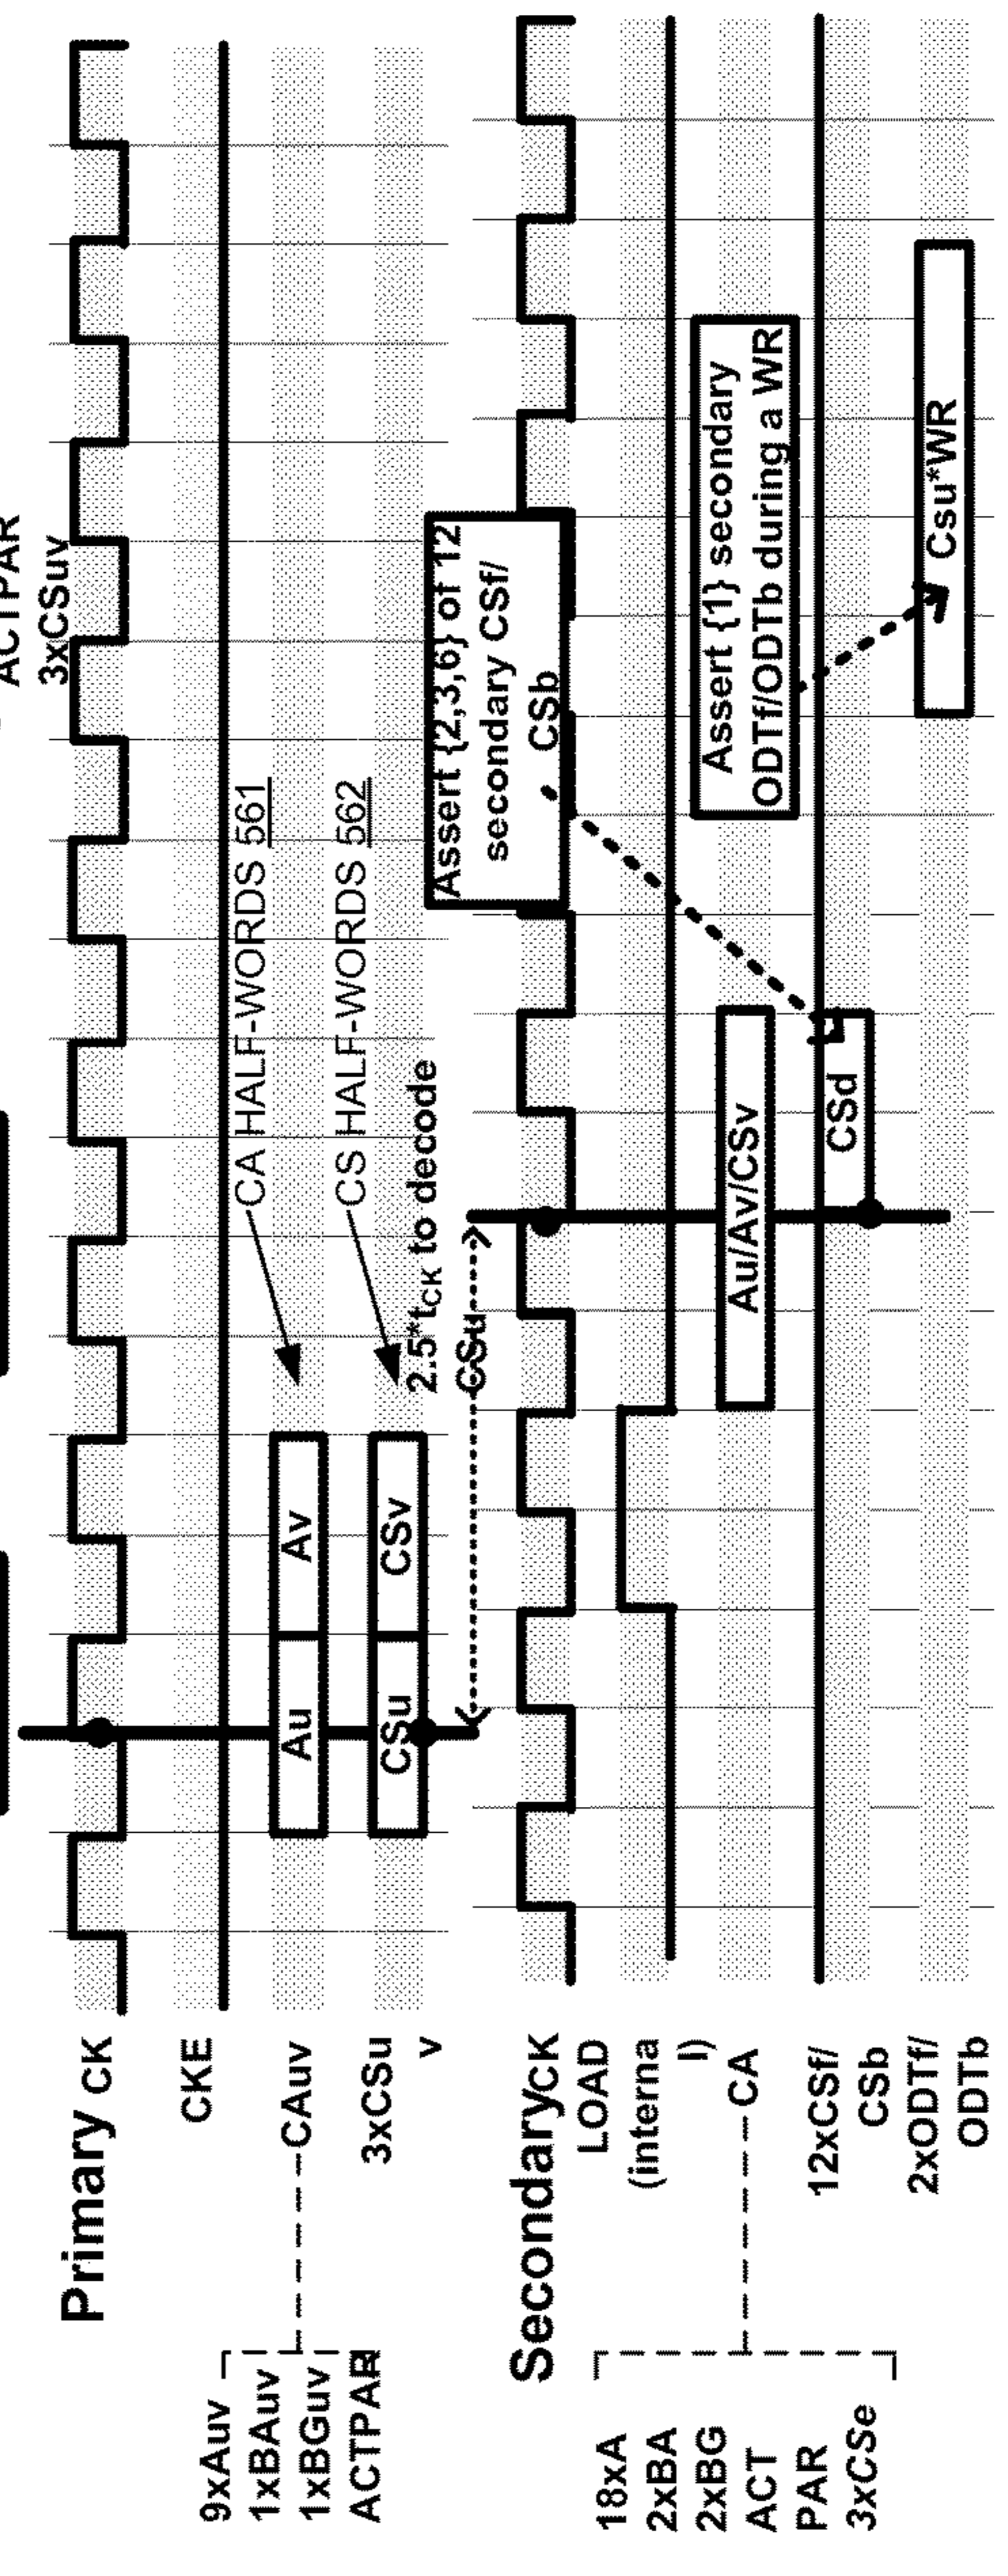 ACTPAR
3xCSuv
Primary CK
CKE
CAuv
3xCSu
v
9xAuv
1xBAuv
1xBGuv
ACTPAR
CA HALF-WORDS 561
CS HALF-WORDS 562
Au
Av
CSu
CSv
2.5*tCK to decode
CSu
SecondaryCK
LOAD
(interna
l)
CA
12xCSf/
CSb
2xODTf/
ODTb
18xA
2xBA
2xBG
ACT
PAR
3xCSe
Assert {2,3,6} of 12
secondary CSf/
CSb
Assert {1} secondary
ODTf/ODTb during a WR
Au/Av/CSv
CSd
Csu*WR